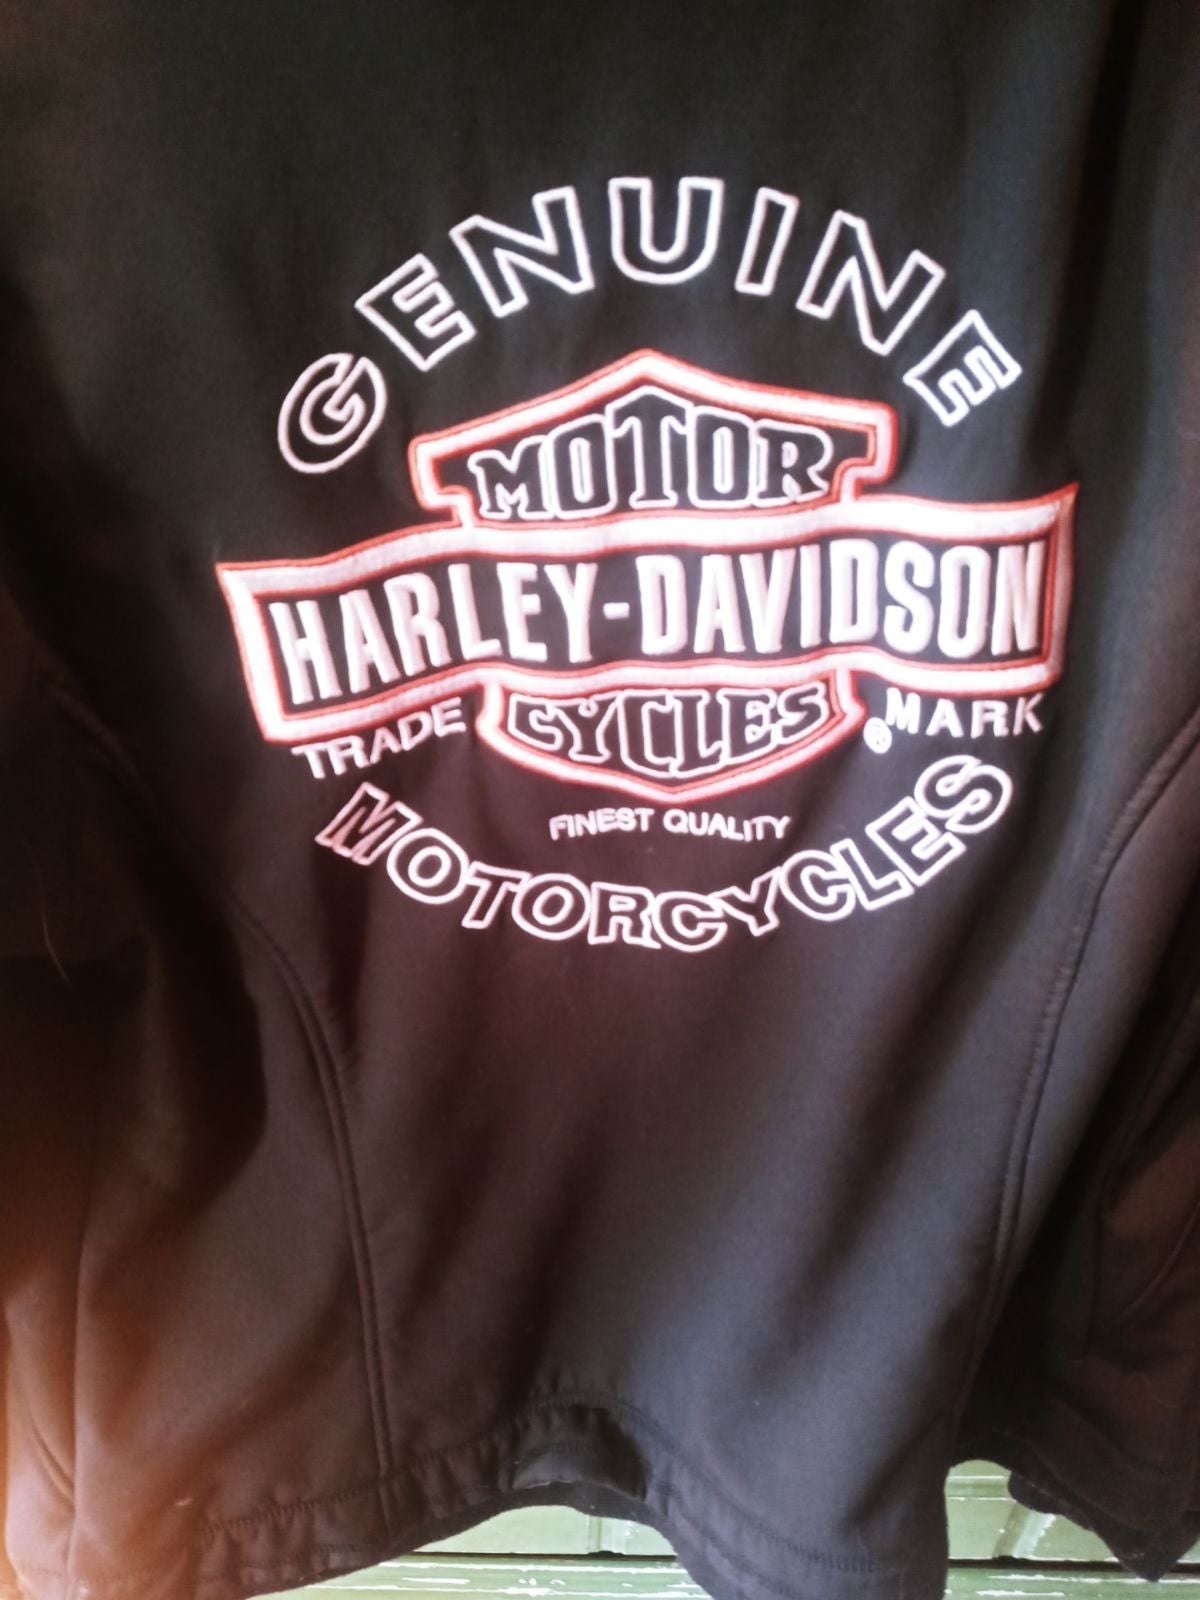 GENUINE
MOTOR
HARLEY-DAVIDSON
CYCLES
TRADE ® MARK
FINEST QUALITY
MOTORCYCLES